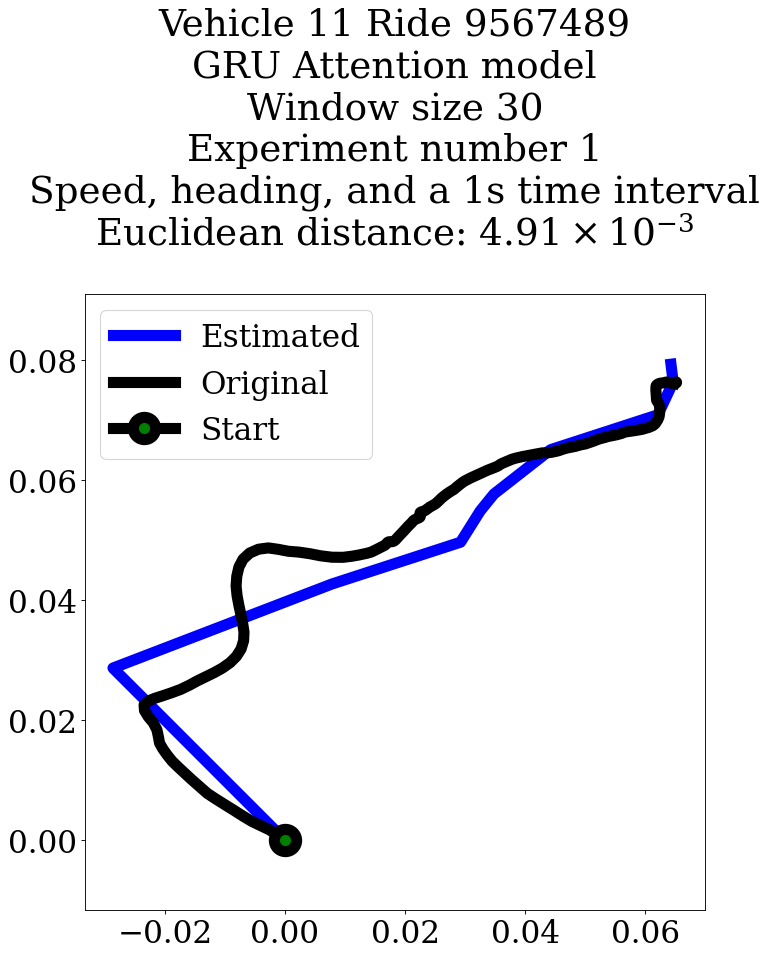 Vehicle 11 Ride 9567489
GRU Attention model
Window size 30
Experiment number 1
Speed, heading, and a 1s time interval
Euclidean distance: 4.91 × 10⁻³
Estimated
Original
Start
0.08
0.06
0.04
0.02
0.00
−0.02 0.00 0.02 0.04 0.06